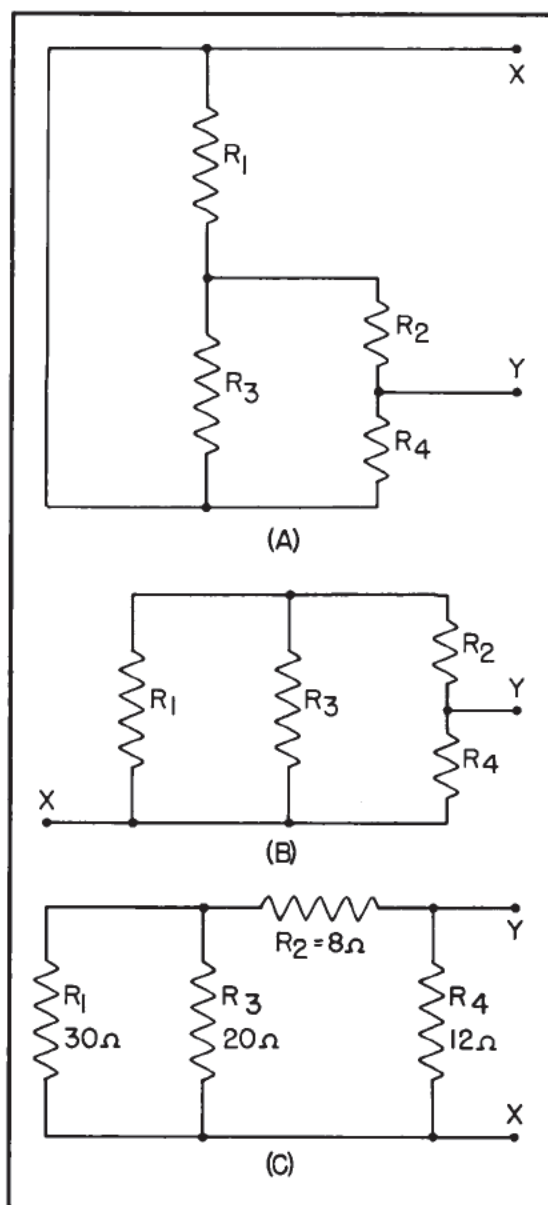 X
R1
R2
Y
R3
R4
(A)
R2
R1
R3
Y
R4
X
(B)
Y
R2 = 8Ω
R1
R3
R4
30Ω
20Ω
12Ω
X
(C)